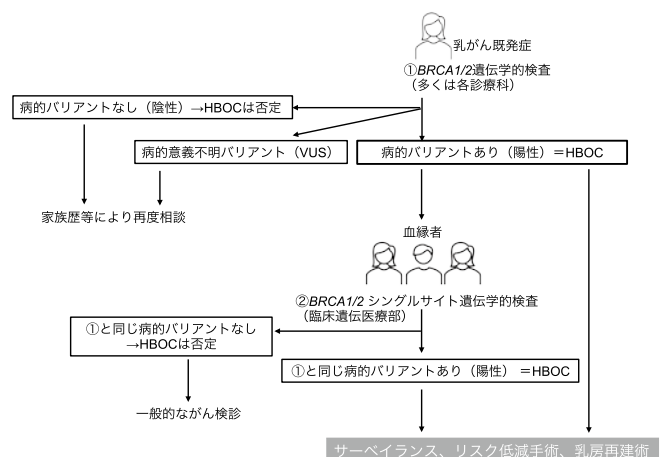 乳がん既発症
①BRCA1/2遺伝学的検査
（多くは各診療科）
病的バリアントなし（陰性）→HBOCは否定
病的意義不明バリアント（VUS）
病的バリアントあり（陽性）＝HBOC
家族歴等により再度相談
血縁者
②BRCA1/2 シングルサイト遺伝学的検査
（臨床遺伝医療部）
①と同じ病的バリアントなし
→HBOCは否定
①と同じ病的バリアントあり（陽性） ＝HBOC
一般的ながん検診
サーベイランス、リスク低減手術、乳房再建術